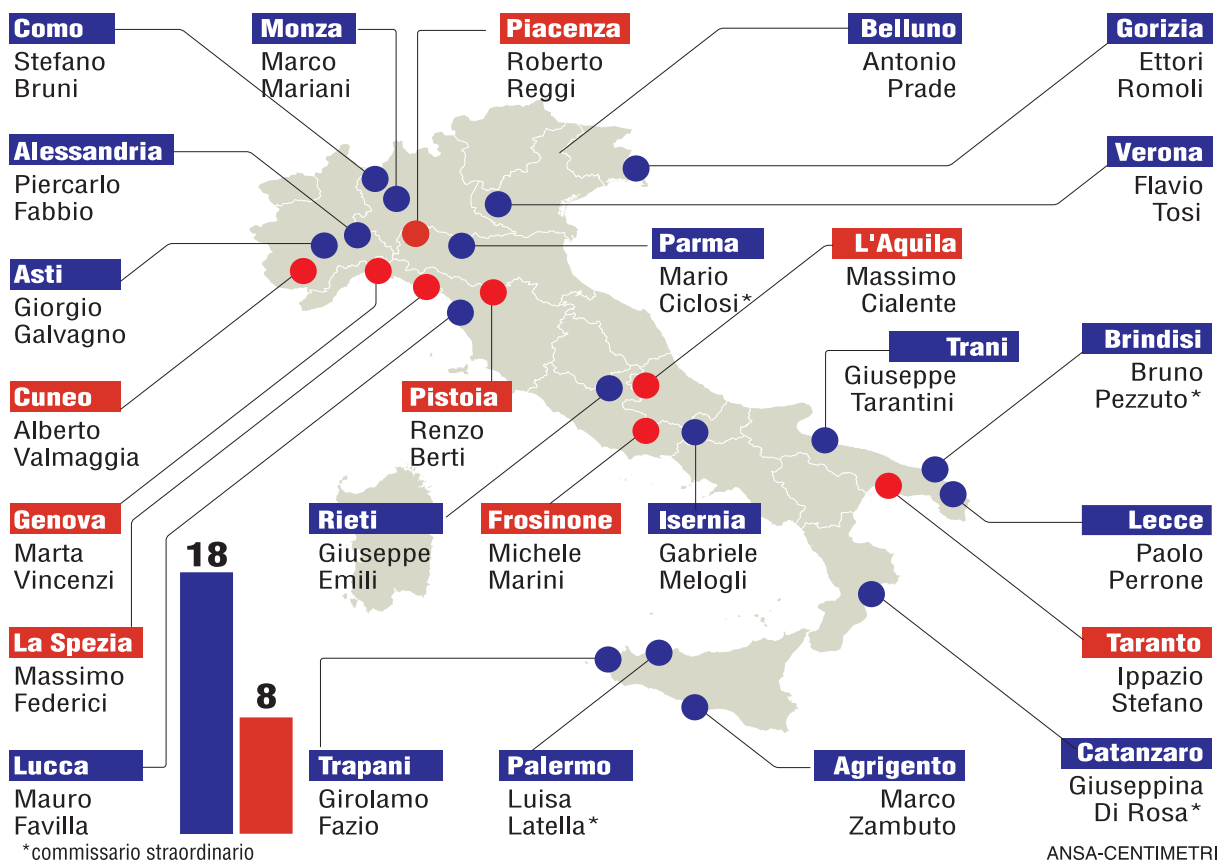 Como
Stefano
Bruni
Monza
Marco
Mariani
Piacenza
Roberto
Reggi
Belluno
Antonio
Prade
Gorizia
Ettori
Romoli
Alessandria
Piercarlo
Fabbio
Verona
Flavio
Tosi
Asti
Giorgio
Galvagno
Parma
Mario
Ciclosi*
L'Aquila
Massimo
Cialente
Trani
Giuseppe
Tarantini
Brindisi
Bruno
Pezzuto*
Cuneo
Alberto
Valmaggia
Pistoia
Renzo
Berti
Genova
Marta
Vincenzi
Rieti
Giuseppe
Emili
Frosinone
Michele
Marini
Isernia
Gabriele
Melogli
Lecce
Paolo
Perrone
La Spezia
Massimo
Federici
18
8
Taranto
Ippazio
Stefano
Lucca
Mauro
Favilla
Trapani
Girolamo
Fazio
Palermo
Luisa
Latella*
Agrigento
Marco
Zambuto
Catanzaro
Giuseppina
Di Rosa*
*commissario straordinario
ANSA-CENTIMETRI